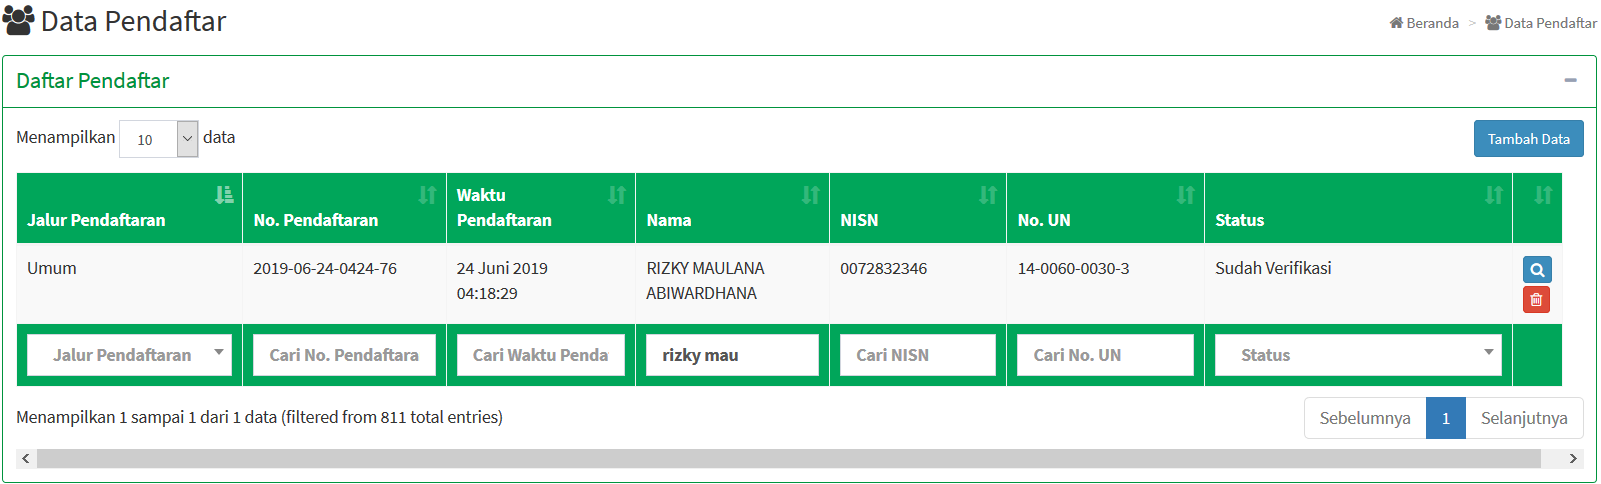 Data Pendaftar
Beranda > Data Pendaftar
Daftar Pendaftar
Menampilkan 10 data
Tambah Data
Jalur Pendaftaran No. Pendaftaran Waktu Pendaftaran Nama NISN No. UN Status
Umum 2019-06-24-0424-76 24 Juni 2019 RIZKY MAULANA 0072832346 14-0060-0030-3 Sudah Verifikasi
04:18:29 ABIWARDHANA
Jalur Pendaftaran Cari No. Pendaftara Cari Waktu Penda rizky mau Cari NISN Cari No. UN Status
Menampilkan 1 sampai 1 dari 1 data (filtered from 811 total entries)
Sebelumnya 1 Selanjutnya